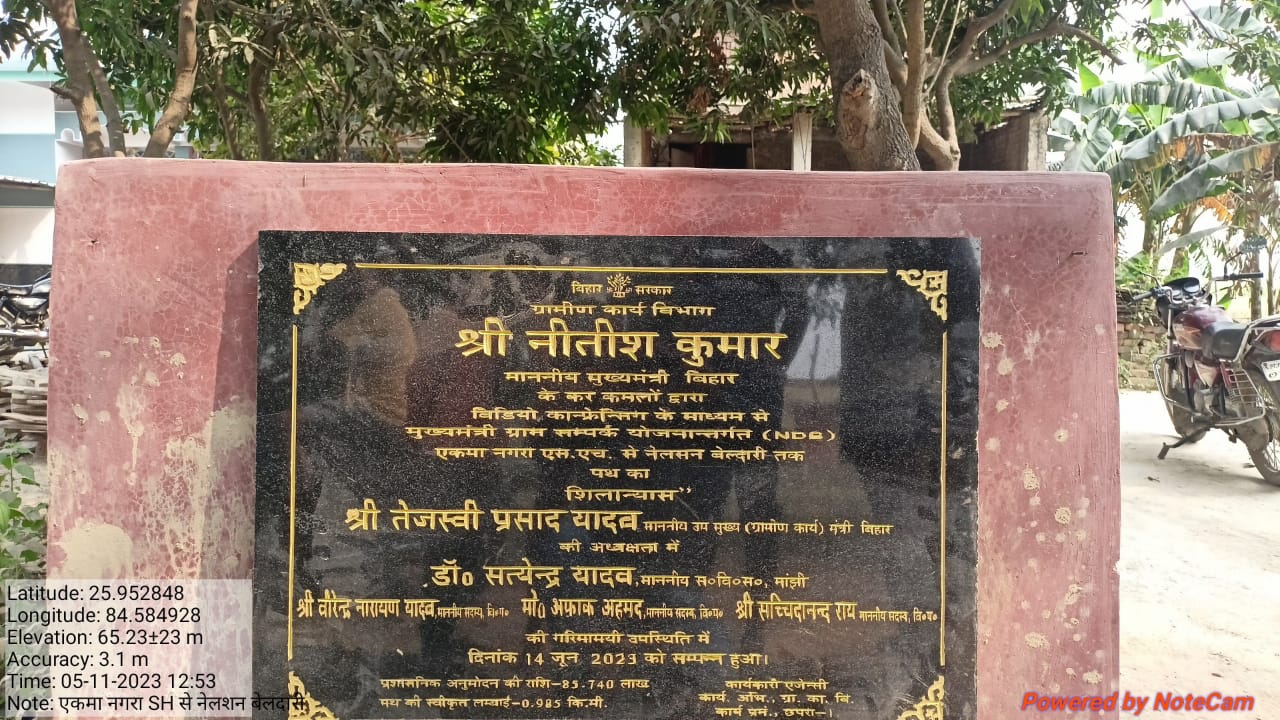 बिहार सरकार
ग्रामीण कार्य विभाग
श्री नीतीश कुमार
माननीय मुख्यमंत्री बिहार
के कर कमलों द्वारा
विडियो कान्फ्रेन्सिंग के माध्यम से
मुख्यमंत्री ग्राम सम्पर्क योजनान्तर्गत (NDB)
एकमा नगरा एस.एच. से नेलसन बेल्दारी तक
पथ का
शिलान्यास”
श्री तेजस्वी प्रसाद यादव माननीय उप मुख्य (ग्रामीण कार्य) मंत्री बिहार
की अध्यक्षता में
डॉ० सत्येन्द्र यादव, माननीय स०वि०स०, मांझी
श्री वीरेन्द्र नारायण यादव, माननीय सदस्य, वि०प० मो० अफाक अहमद, माननीय सदस्य, वि०प० श्री सच्चिदानन्द राय माननीय सदस्य, वि०प०
की गरिमामयी उपस्थिति में
दिनांक 14 जून 2023 को सम्पन्न हुआ।
प्रशासनिक अनुमोदन की राशि-85.740 लाख
पथ की स्वीकृत लम्बाई-0.985 कि.मी.
कार्यकारी एजेन्सी
कार्य. अभि., ग्रा. का. वि.
कार्य प्रमं., छपरा-।
Latitude: 25.952848
Longitude: 84.584928
Elevation: 65.23±23 m
Accuracy: 3.1 m
Time: 05-11-2023 12:53
Note: एकमा नगरा SH से नेलशन बेलदारी
Powered by NoteCam